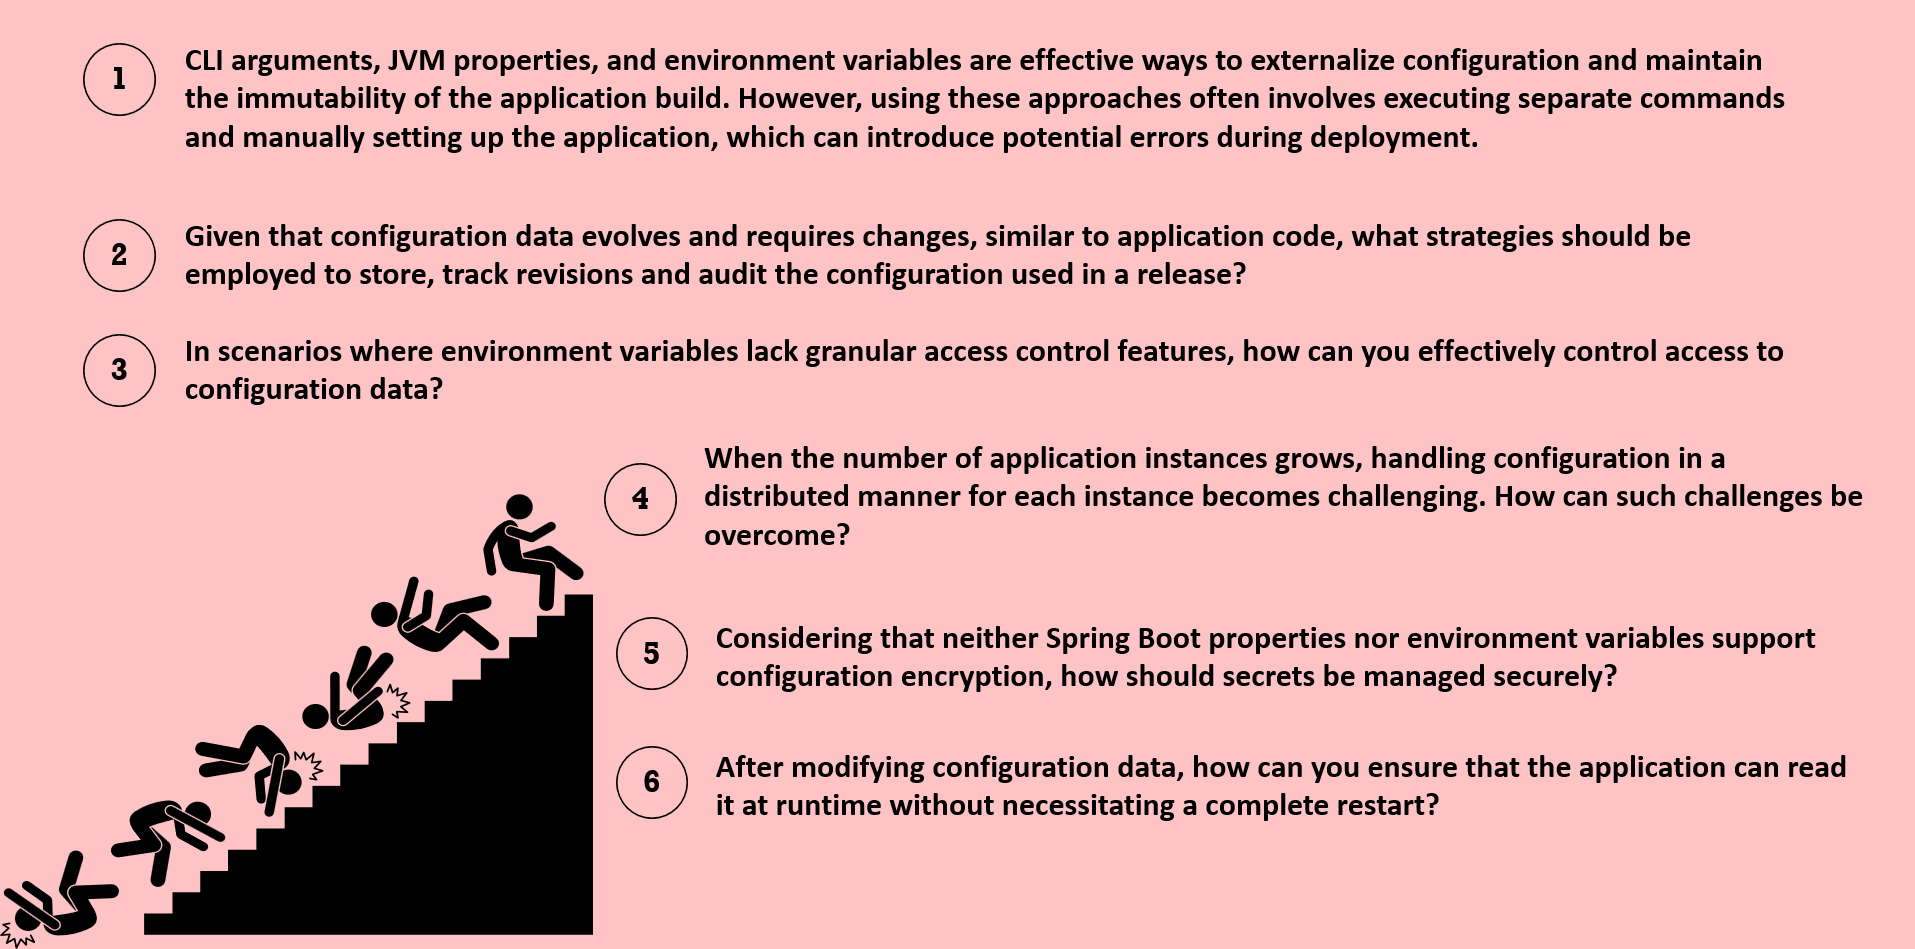 1
CLI arguments, JVM properties, and environment variables are effective ways to externalize configuration and maintain
the immutability of the application build. However, using these approaches often involves executing separate commands
and manually setting up the application, which can introduce potential errors during deployment.
2
Given that configuration data evolves and requires changes, similar to application code, what strategies should be
employed to store, track revisions and audit the configuration used in a release?
3
In scenarios where environment variables lack granular access control features, how can you effectively control access to
configuration data?
4
When the number of application instances grows, handling configuration in a
distributed manner for each instance becomes challenging. How can such challenges be
overcome?
5
Considering that neither Spring Boot properties nor environment variables support
configuration encryption, how should secrets be managed securely?
6
After modifying configuration data, how can you ensure that the application can read
it at runtime without necessitating a complete restart?